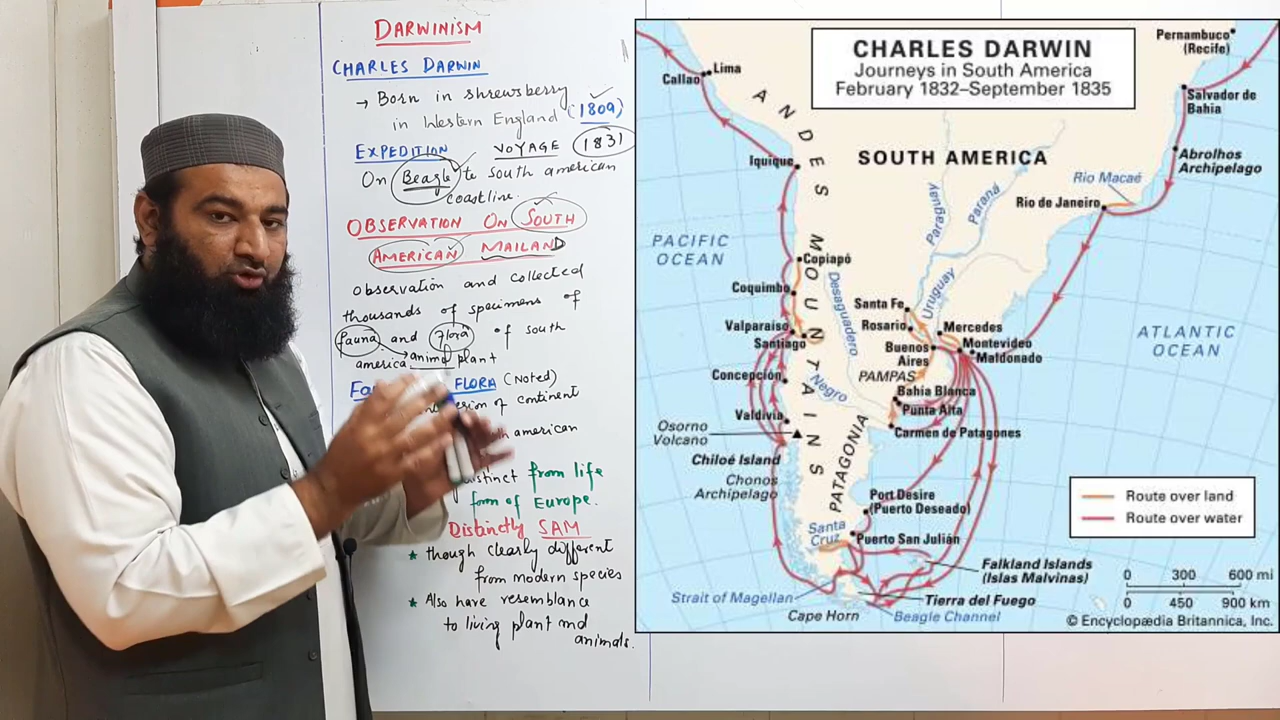 DARWINISM
CHARLES DARWIN
→ Born in shrewsberry
in Western England (1809)
EXPEDITION VOYAGE (1831)
On Beagle to south american
coastline.
OBSERVATION ON SOUTH
AMERICAN MAILAND
observation and collected
thousands of specimens of
fauna and flora of south
america animal plant
FLORA (Noted)
of continent
american
distinct from life
form of Europe.
Distinctly SAM
★ though clearly different
from modern species
★ Also have resemblance
to living plant and
animals.
CHARLES DARWIN
Journeys in South America
February 1832–September 1835
Pernambuco
(Recife)
Lima
Callao
Salvador de
Bahia
ANDES MOUNTAINS
SOUTH AMERICA
Abrolhos
Archipelago
Iquique
Rio Macaé
Rio de Janeiro
Paraguay
Paraná
PACIFIC
OCEAN
Copiapó
Coquimbo
Desaguadero
Uruguay
Santa Fe
Rosario
Mercedes
Valparaíso
Santiago
Buenos
Aires
Montevideo
Maldonado
ATLANTIC
OCEAN
Concepción
Negro
PAMPAS
Bahia Blanca
Punta Alta
Valdivia
Carmen de Patagones
Osorno
Volcano
PATAGONIA
Chiloé Island
Chonos
Archipelago
Port Desire
(Puerto Deseado)
Route over land
Route over water
Santa
Cruz
Puerto San Julián
Falkland Islands
(Islas Malvinas)
0 300 600 mi
0 450 900 km
Strait of Magellan
Tierra del Fuego
Cape Horn
Beagle Channel
© Encyclopædia Britannica, Inc.